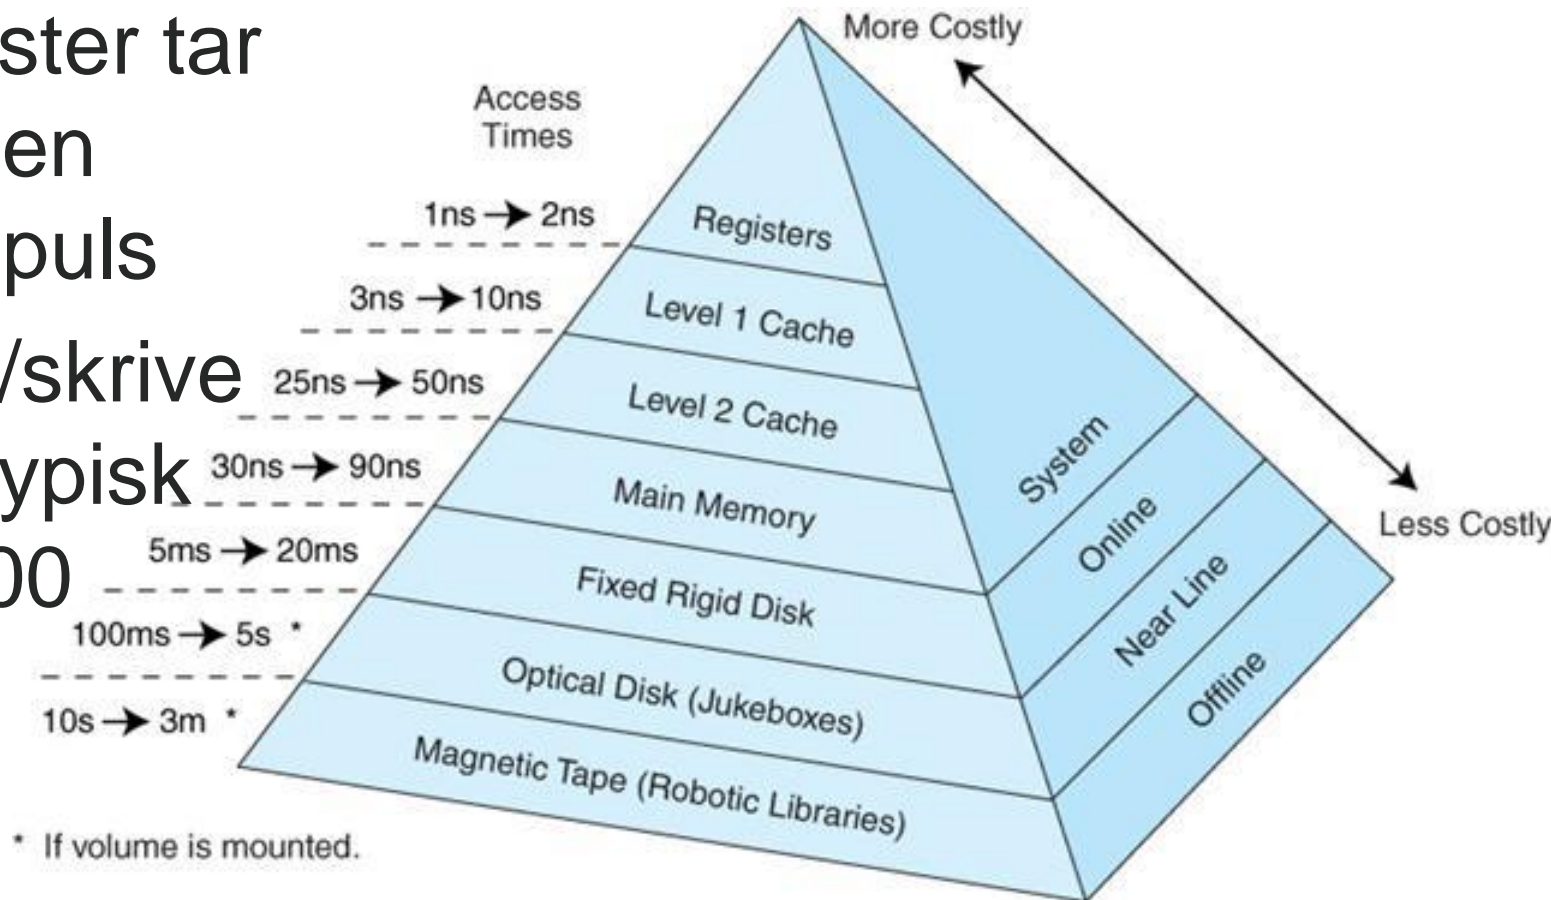 ster tar
en
puls
/skrive
ypisk
00
Access
Times
1ns → 2ns
3ns → 10ns
25ns → 50ns
30ns → 90ns
5ms → 20ms
100ms → 5s *
10s → 3m *
Registers
Level 1 Cache
Level 2 Cache
Main Memory
Fixed Rigid Disk
Optical Disk (Jukeboxes)
Magnetic Tape (Robotic Libraries)
System
Online
Near Line
Offline
More Costly
Less Costly
* If volume is mounted.